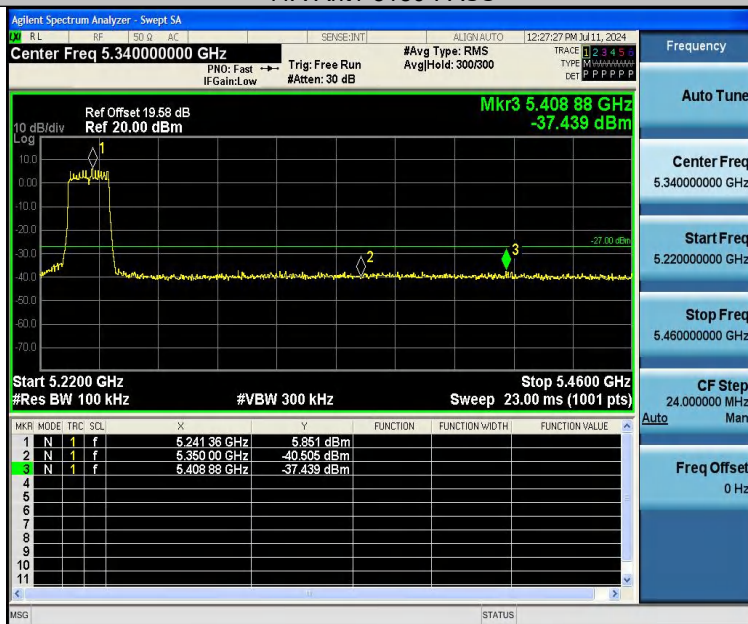 Agilent Spectrum Analyzer - Swept SA
LXI RL RF 50 Ω AC SENSE:INT ALIGN AUTO 12:27:27 PM Jul 11, 2024
Center Freq 5.340000000 GHz
PNO: Fast
IFGain:Low
Trig: Free Run
#Atten: 30 dB
#Avg Type: RMS
Avg|Hold: 300/300
TRACE 1 2 3 4 5 6
TYPE MWWWWW
DET P P P P P P
Ref Offset 19.58 dB
10 dB/div Ref 20.00 dBm
Log
Mkr3 5.408 88 GHz
-37.439 dBm
10.0
0.00
-10.0
-20.0
-30.0
-40.0
-50.0
-60.0
-70.0
1
2
3
-27.00 dBm
Start 5.2200 GHz Stop 5.4600 GHz
#Res BW 100 kHz #VBW 300 kHz Sweep 23.00 ms (1001 pts)
MKR MODE TRC SCL X Y FUNCTION FUNCTION WIDTH FUNCTION VALUE
1 N 1 f 5.241 36 GHz 5.851 dBm
2 N 1 f 5.350 00 GHz -40.505 dBm
3 N 1 f 5.408 88 GHz -37.439 dBm
4
5
6
7
8
9
10
11
MSG STATUS
Frequency
Auto Tune
Center Freq
5.340000000 GHz
Start Freq
5.220000000 GHz
Stop Freq
5.460000000 GHz
CF Step
24.000000 MHz
Auto Man
Freq Offset
0 Hz